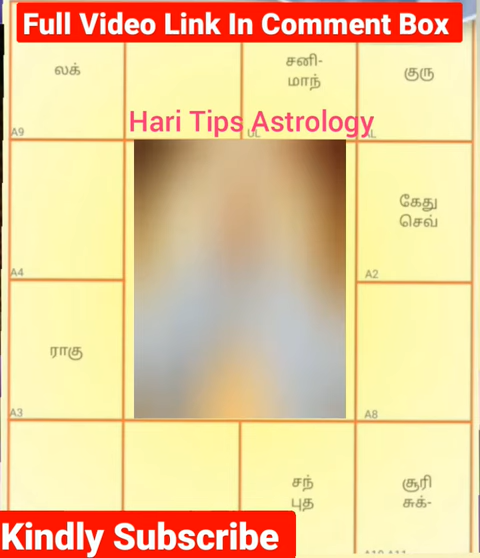 Full Video Link In Comment Box
லக்
சனி-
மாந்
குரு
Hari Tips Astrology
A9
UL
AL
கேது
செவ்
A4
A2
ராகு
A3
A8
சந்
புத
சூரி
சுக்-
Kindly Subscribe